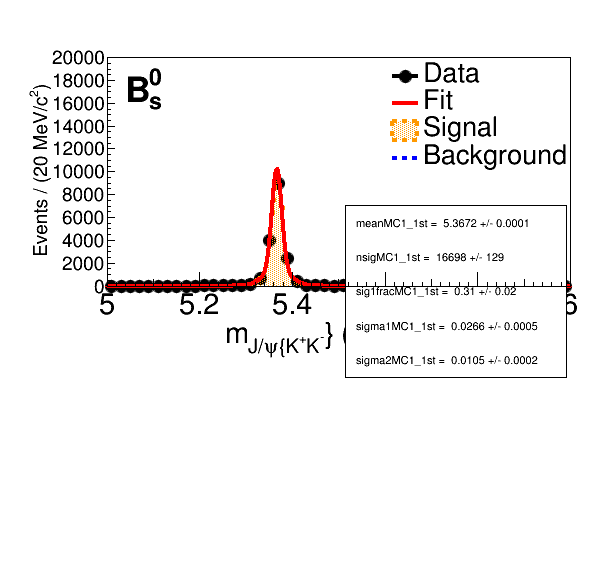 20000
18000
16000
14000
12000
10000
8000
6000
4000
2000
0
Events / (20 MeV/c²)
B⁰ₛ
Data
Fit
Signal
Background
meanMC1_1st = 5.3672 +/- 0.0001
nsigMC1_1st = 16698 +/- 129
sig1fracMC1_1st = 0.31 +/- 0.02
sigma1MC1_1st = 0.0266 +/- 0.0005
sigma2MC1_1st = 0.0105 +/- 0.0002
5 5.2 5.4 6
m_J/ψ{K⁺K⁻} (